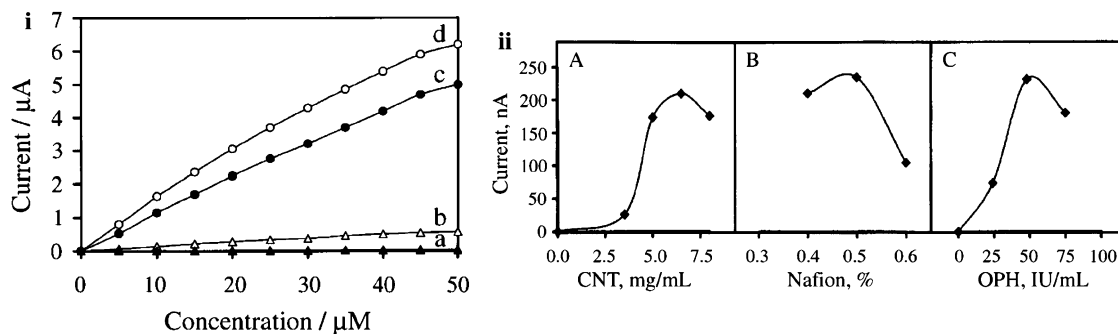 i
7
6
5
4
3
2
1
0
Current / μA
d
c
b
a
0 10 20 30 40 50
Concentration / μM
ii
A B C
250
200
150
100
50
0
Current, nA
0.0 2.5 5.0 7.5 0.3 0.4 0.5 0.6 0 25 50 75 100
CNT, mg/mL Nafion, % OPH, IU/mL